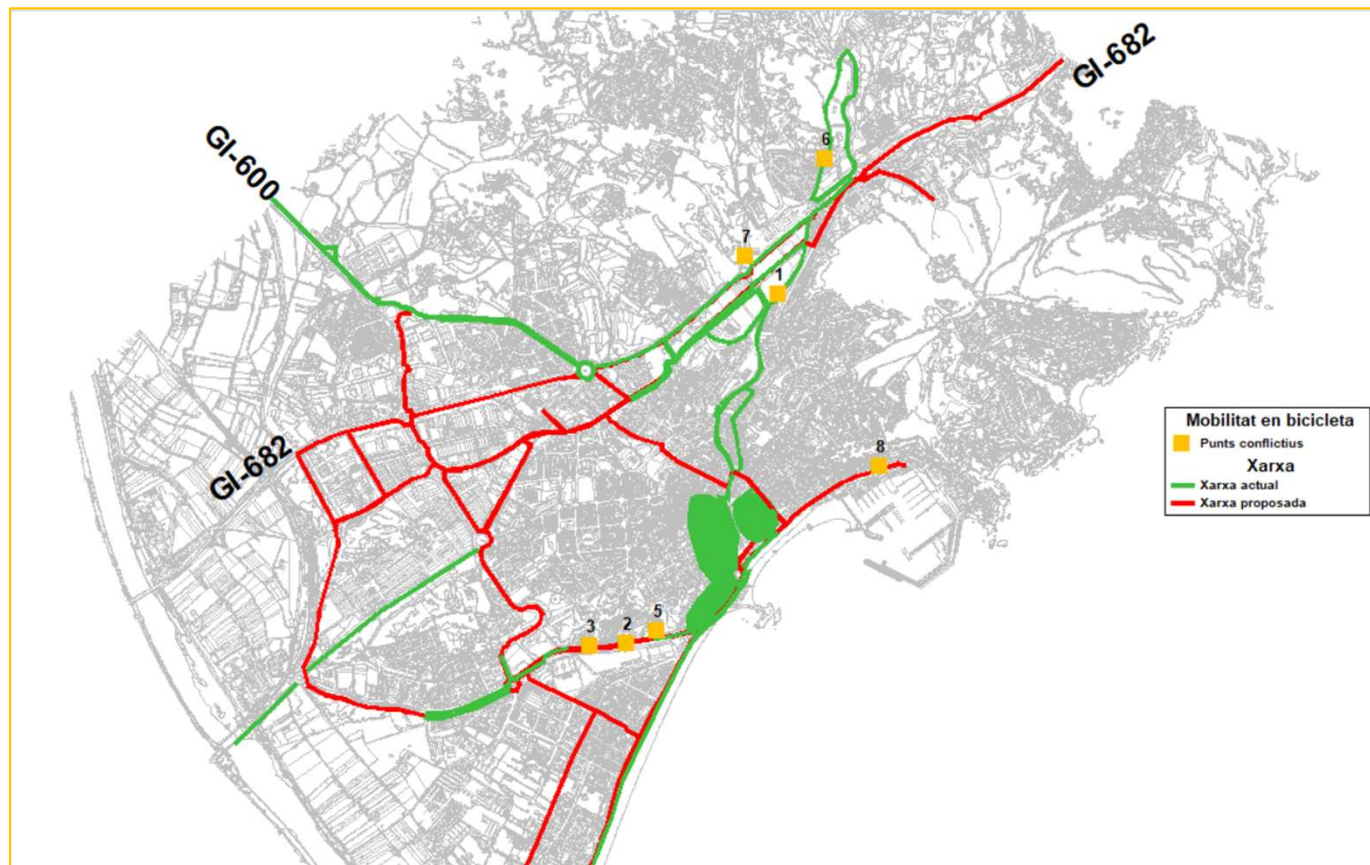 GI-682
GI-600
6
7
1
GI-682
8
5
2
3
Mobilitat en bicicleta
Punts conflictius
Xarxa
Xarxa actual
Xarxa proposada